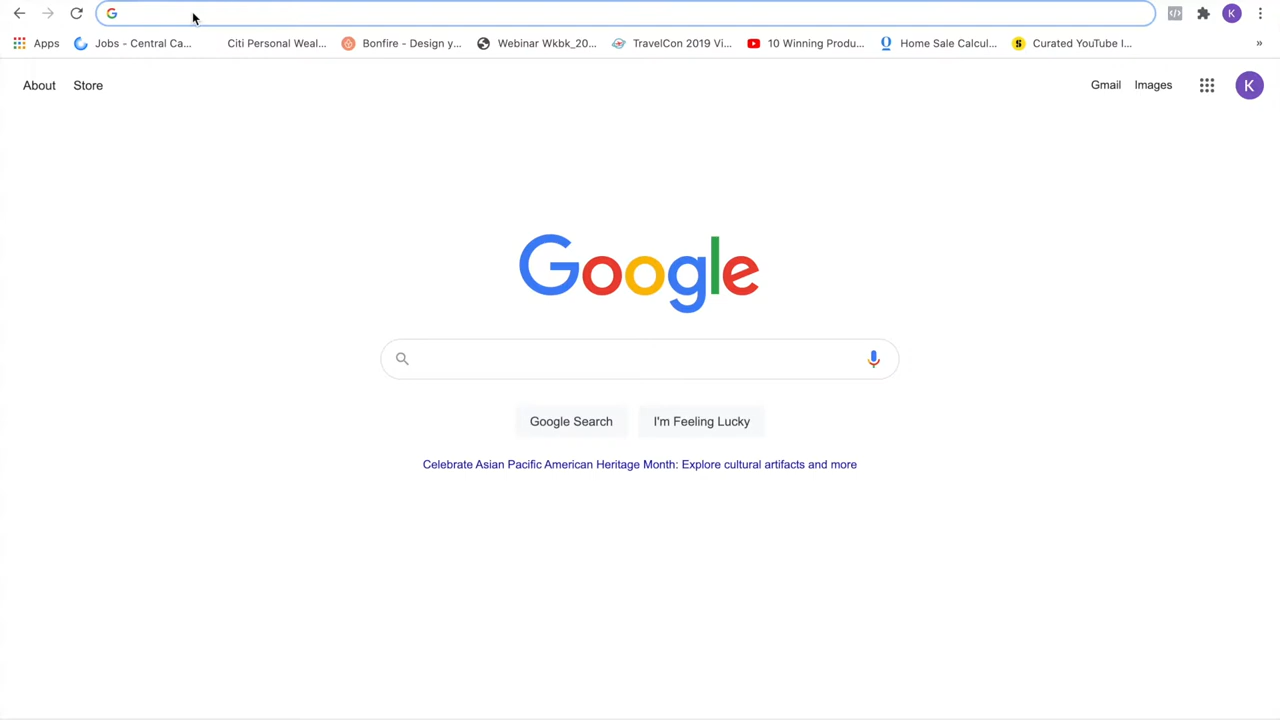 K
Apps
Jobs - Central Ca...
Citi Personal Weal...
Bonfire - Design y...
Webinar Wkbk_20...
TravelCon 2019 Vi...
10 Winning Produ...
Home Sale Calcul...
Curated YouTube I...
»
About
Store
Gmail
Images
K
Google
Google Search
I'm Feeling Lucky
Celebrate Asian Pacific American Heritage Month: Explore cultural artifacts and more